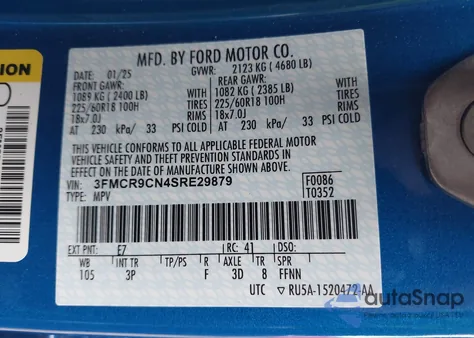 MFD. BY FORD MOTOR CO.
DATE: 01/25 GVWR: 2123 KG ( 4680 LB)
FRONT GAWR: REAR GAWR:
1089 KG ( 2400 LB) 1082 KG ( 2385 LB)
225/60R18 100H TIRES 225/60R18 100H
18x7.0J RIMS 18x7.0J
AT 230 kPa/ 33 PSI COLD AT 230 kPa/ 33 PSI COLD
THIS VEHICLE CONFORMS TO ALL APPLICABLE FEDERAL MOTOR
VEHICLE SAFETY AND THEFT PREVENTION STANDARDS IN
EFFECT ON THE DATE OF MANUFACTURE SHOWN ABOVE.
VIN: 3FMCR9CN4SRE29879 F0086
TYPE: MPV T0352
EXT PNT: E7 RC: 41 DSO:
WB INT TR TP/PS R AXLE TR SPR
105 3P F 3D 8 FFNN
UTC ▽ RU5A-1520472-AA
autoSnap